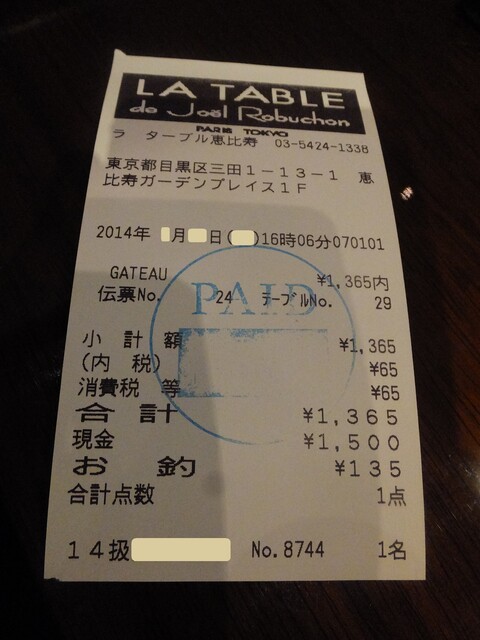 LA TABLE
de Joël Robuchon
PARIS TOKYO
ラ ターブル恵比寿 03-5424-1338
東京都目黒区三田1-13-1 恵
比寿ガーデンプレイス1F
2014年 月 日( )16時06分070101
GATEAU ¥1,365内
伝票No. 24 テーブルNo. 29
PAID
小計額 ¥1,365
(内 税) ¥65
消費税 等 ¥65
合計 ¥1,365
現金 ¥1,500
お釣 ¥135
合計点数 1点
14扱 No.8744 1名